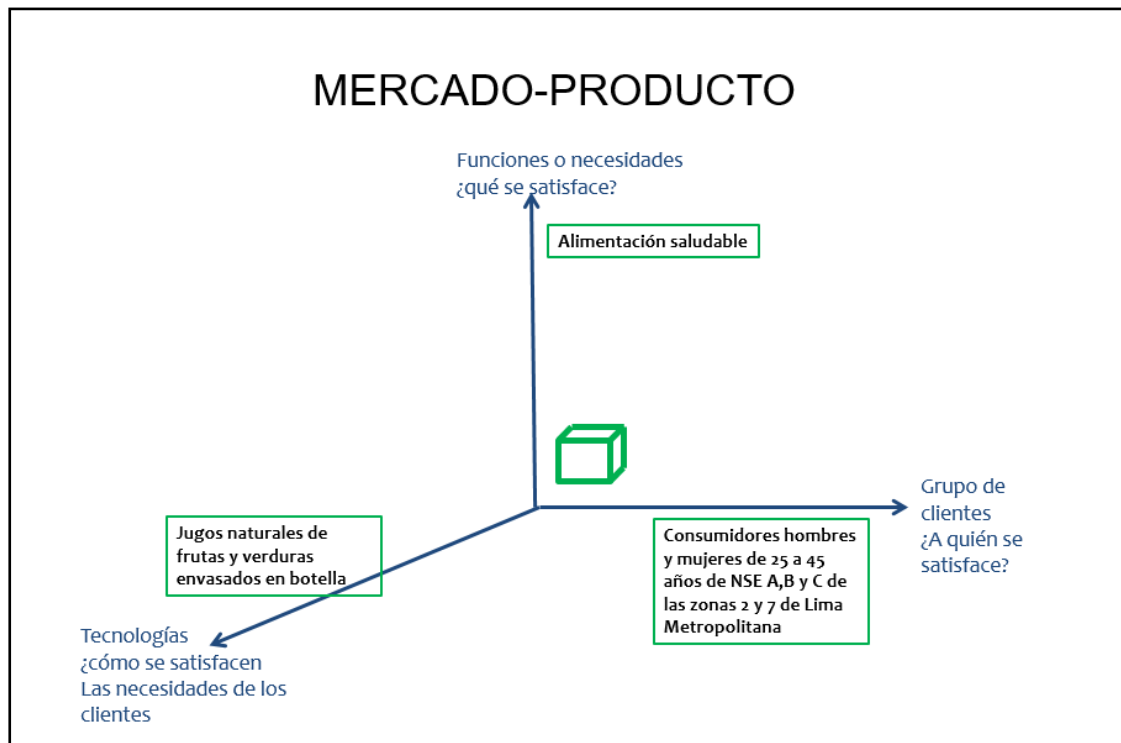 MERCADO-PRODUCTO
Funciones o necesidades
¿qué se satisface?
Alimentación saludable
Grupo de
clientes
¿A quién se
satisface?
Jugos naturales de
frutas y verduras
envasados en botella
Consumidores hombres
y mujeres de 25 a 45
años de NSE A,B y C de
las zonas 2 y 7 de Lima
Metropolitana
Tecnologías
¿cómo se satisfacen
Las necesidades de los
clientes